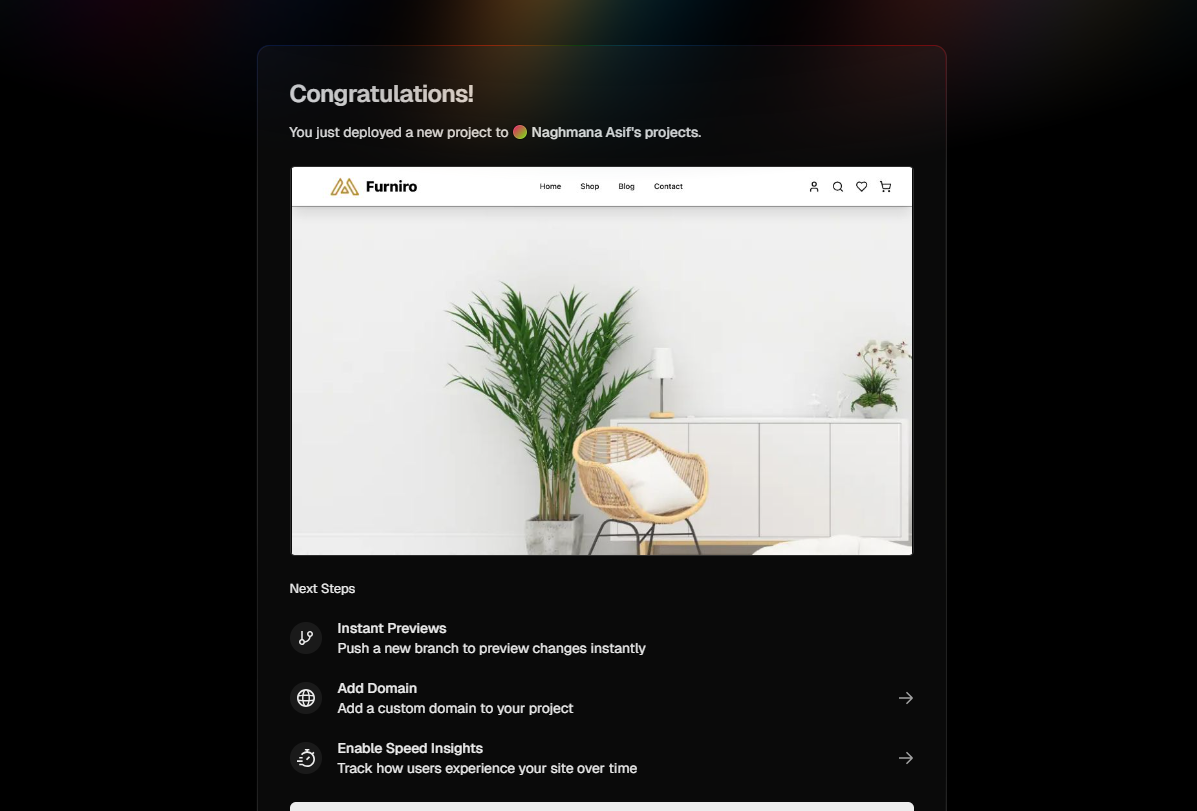 Congratulations!
You just deployed a new project to Naghmana Asif's projects.
Furniro
Home Shop Blog Contact
Next Steps
Instant Previews
Push a new branch to preview changes instantly
Add Domain
Add a custom domain to your project
Enable Speed Insights
Track how users experience your site over time